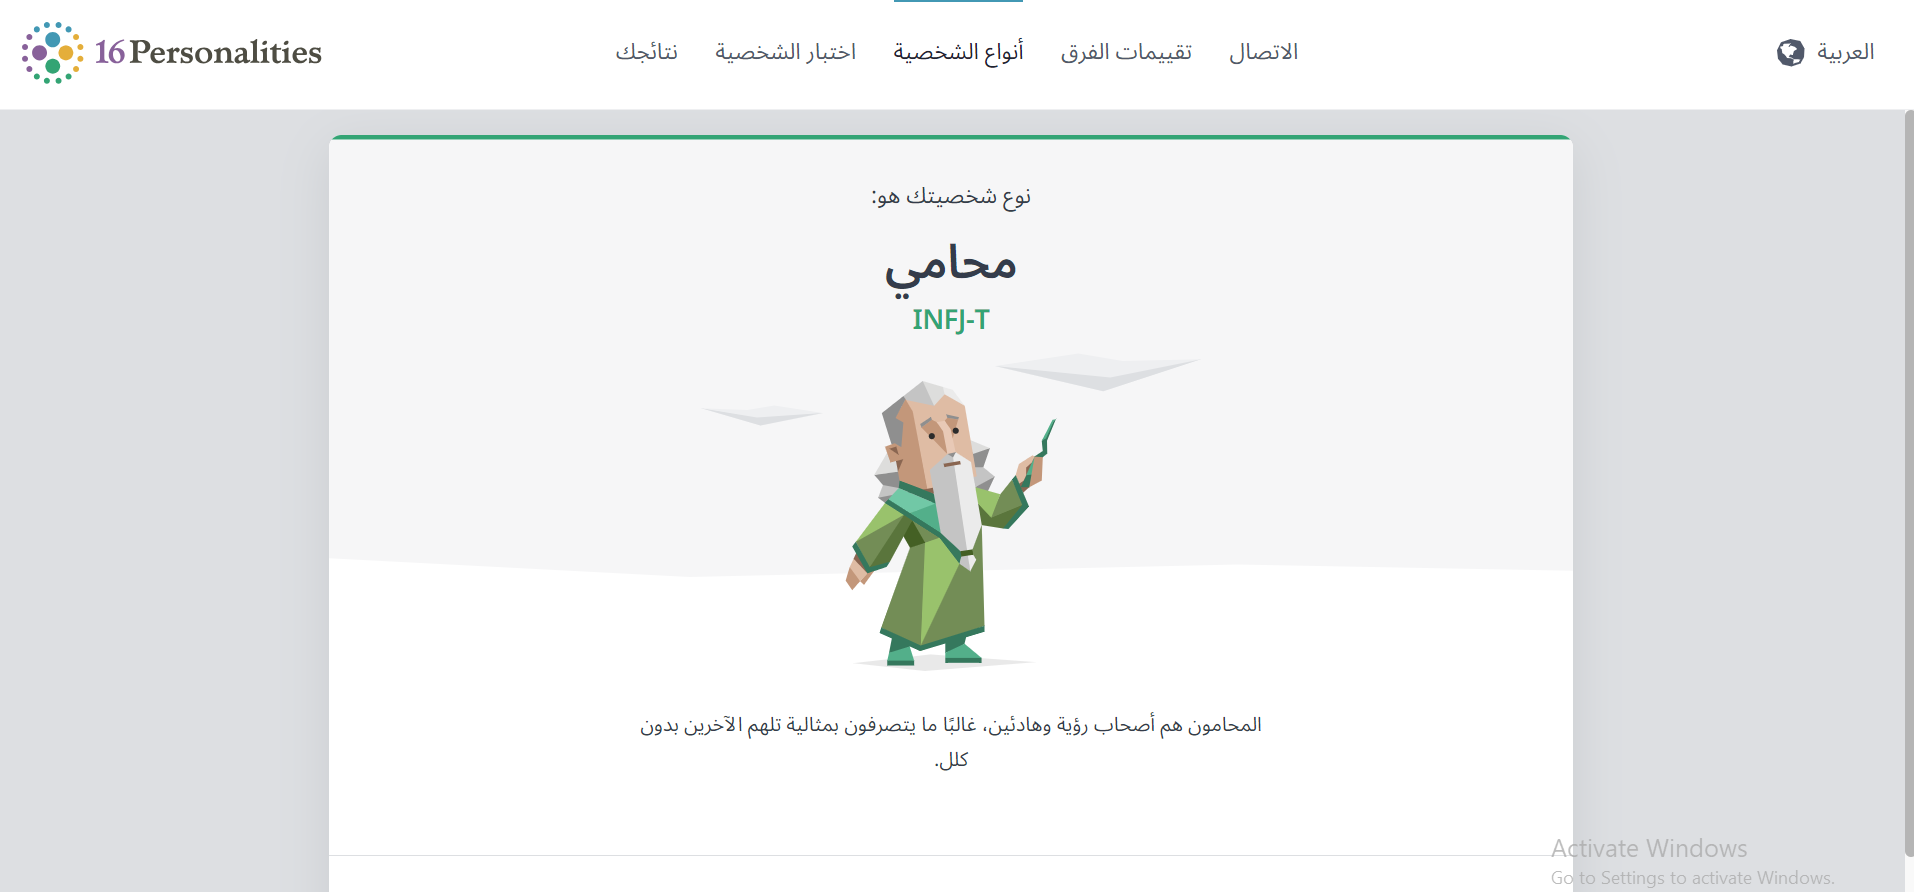 16Personalities
نتائجك
اختبار الشخصية
أنواع الشخصية
تقييمات الفرق
الاتصال
العربية
نوع شخصيتك هو:
محامي
INFJ-T
المحامون هم أصحاب رؤية وهادئين، غالبًا ما يتصرفون بمثالية تلهم الآخرين بدون
كلل.
Activate Windows
Go to Settings to activate Windows.